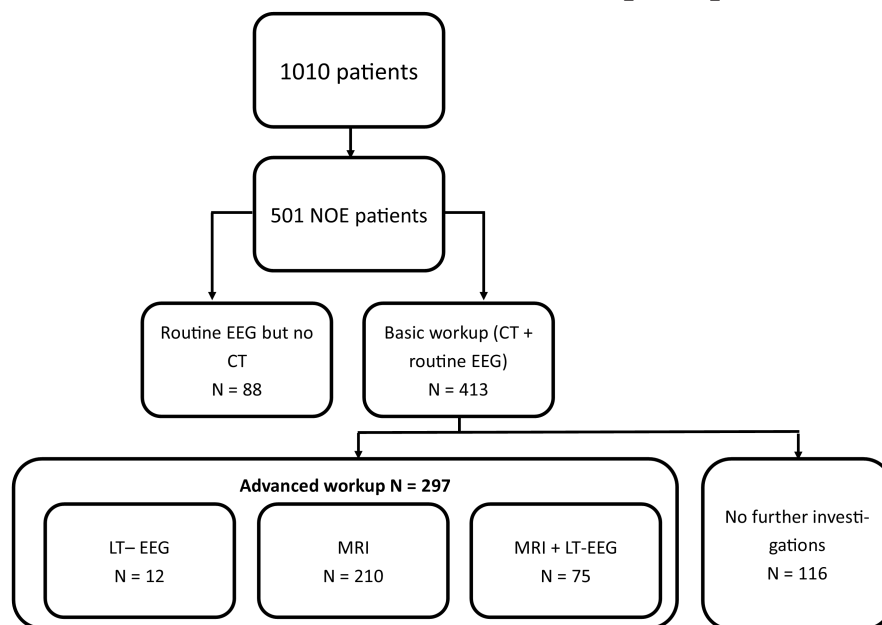 1010 patients
501 NOE patients
Routine EEG but no
CT
N = 88
Basic workup (CT +
routine EEG)
N = 413
Advanced workup N = 297
LT– EEG
N = 12
MRI
N = 210
MRI + LT-EEG
N = 75
No further investi-
gations
N = 116